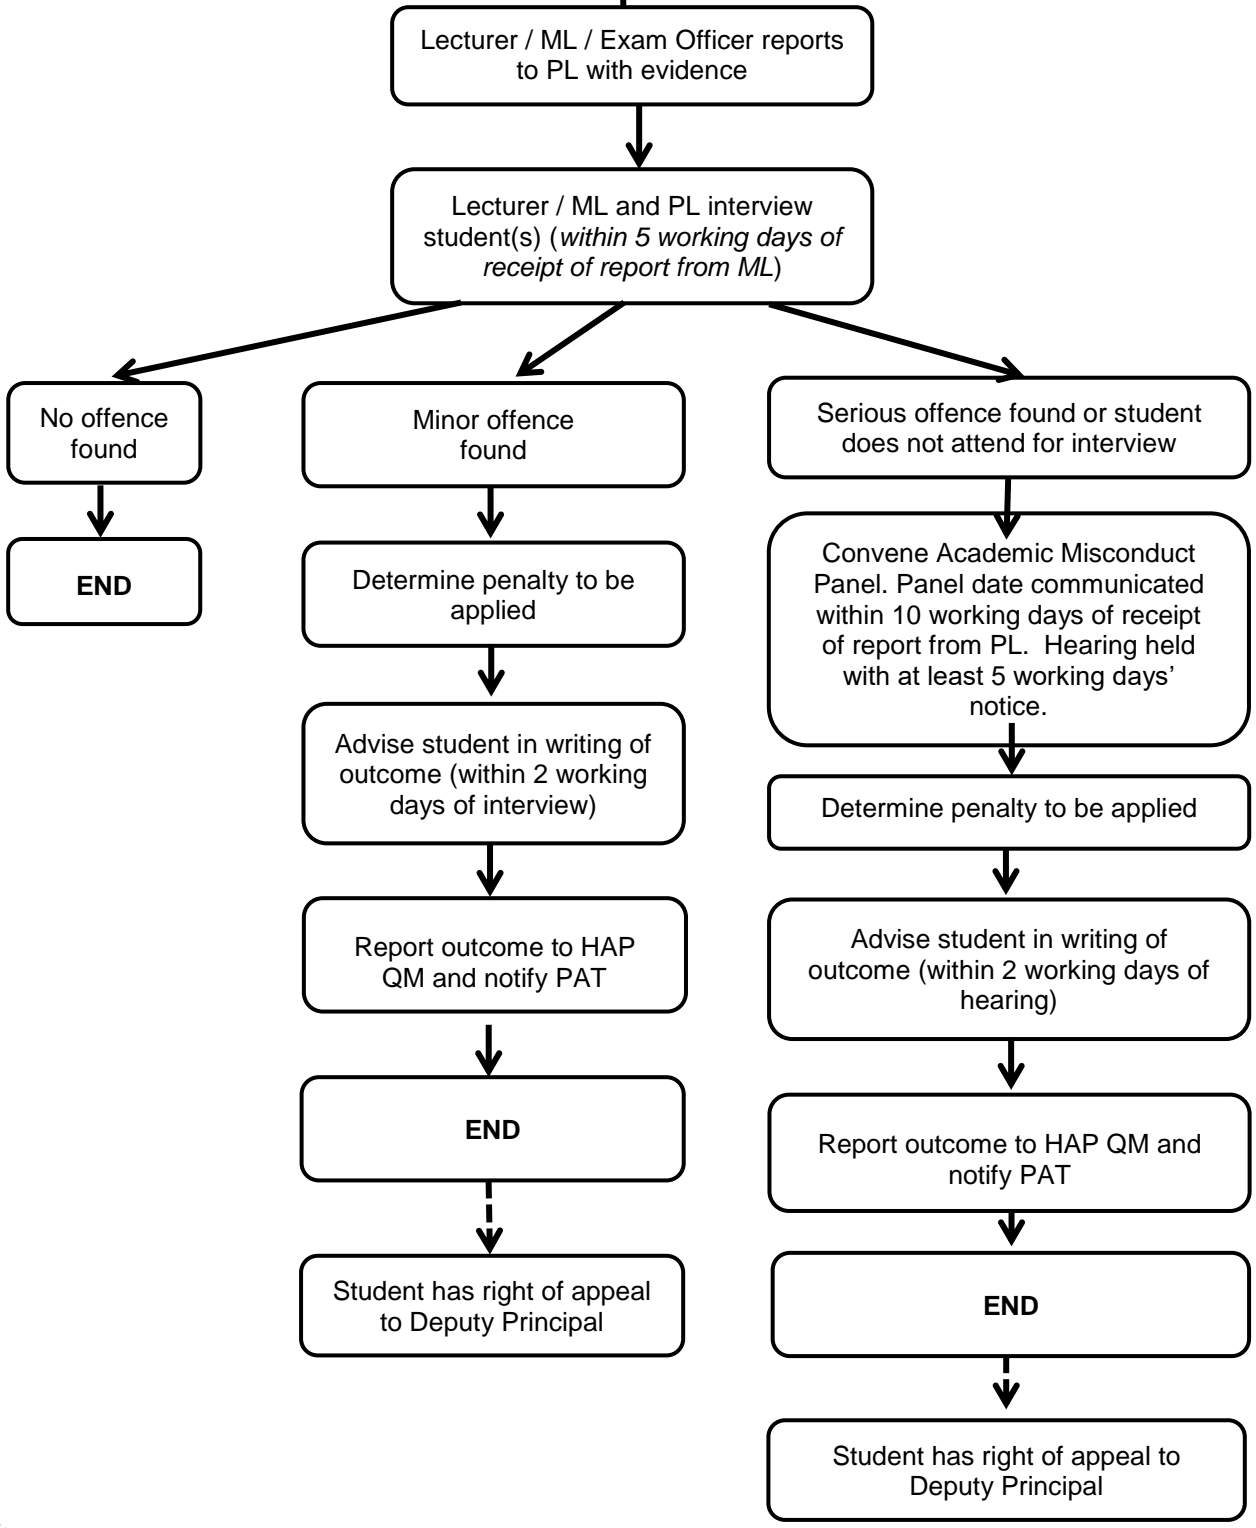 Lecturer / ML / Exam Officer reports
to PL with evidence
Lecturer / ML and PL interview
student(s) (within 5 working days of
receipt of report from ML)
No offence
found
END
Minor offence
found
Determine penalty to be
applied
Advise student in writing of
outcome (within 2 working
days of interview)
Report outcome to HAP
QM and notify PAT
END
Student has right of appeal
to Deputy Principal
Serious offence found or student
does not attend for interview
Convene Academic Misconduct
Panel. Panel date communicated
within 10 working days of receipt
of report from PL.  Hearing held
with at least 5 working days’
notice.
Determine penalty to be applied
Advise student in writing of
outcome (within 2 working days of
hearing)
Report outcome to HAP QM and
notify PAT
END
Student has right of appeal to
Deputy Principal